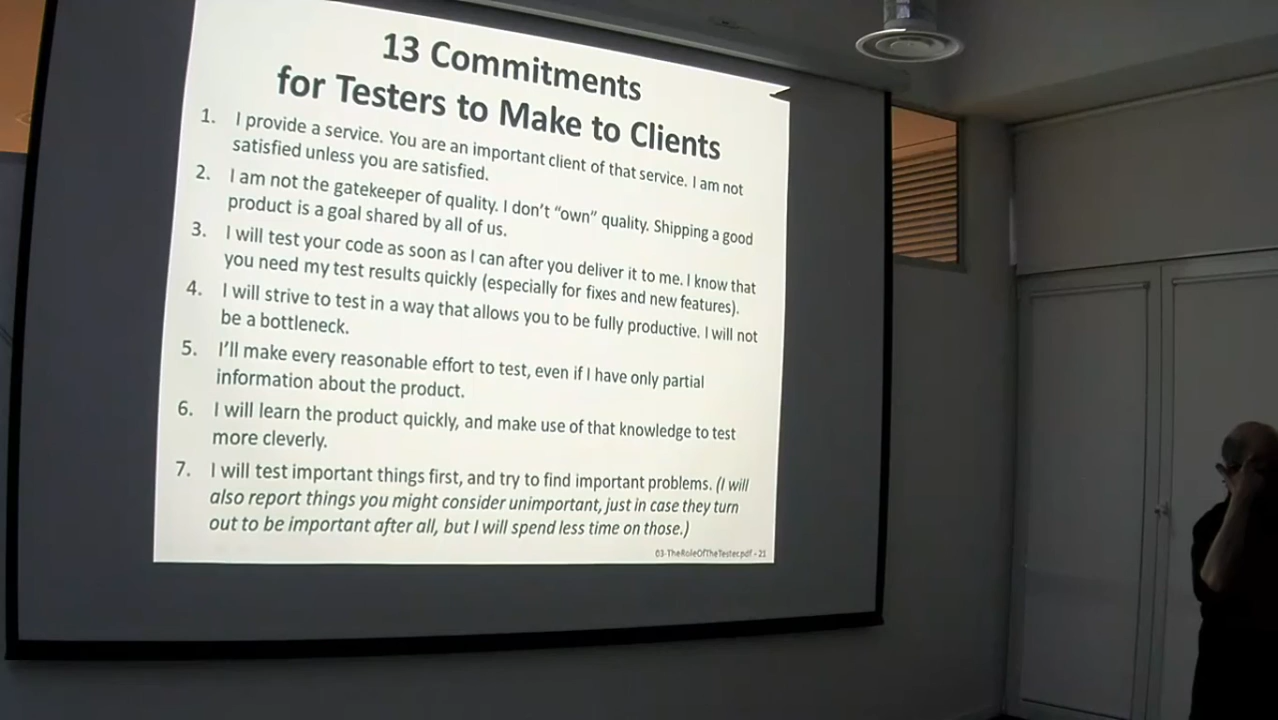 13 Commitments
for Testers to Make to Clients
1. I provide a service. You are an important client of that service. I am not
satisfied unless you are satisfied.
2. I am not the gatekeeper of quality. I don't “own” quality. Shipping a good
product is a goal shared by all of us.
3. I will test your code as soon as I can after you deliver it to me. I know that
you need my test results quickly (especially for fixes and new features).
4. I will strive to test in a way that allows you to be fully productive. I will not
be a bottleneck.
5. I'll make every reasonable effort to test, even if I have only partial
information about the product.
6. I will learn the product quickly, and make use of that knowledge to test
more cleverly.
7. I will test important things first, and try to find important problems. (I will
also report things you might consider unimportant, just in case they turn
out to be important after all, but I will spend less time on those.)
03-TheRoleOfTheTester.pdf - 21